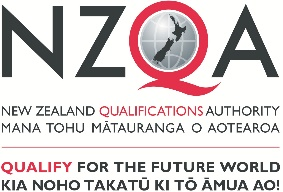 NZQA
NEW ZEALAND QUALIFICATIONS AUTHORITY
MANA TOHU MĀTAURANGA O AOTEAROA
QUALIFY FOR THE FUTURE WORLD
KIA NOHO TAKATŪ KI TŌ ĀMUA AO!